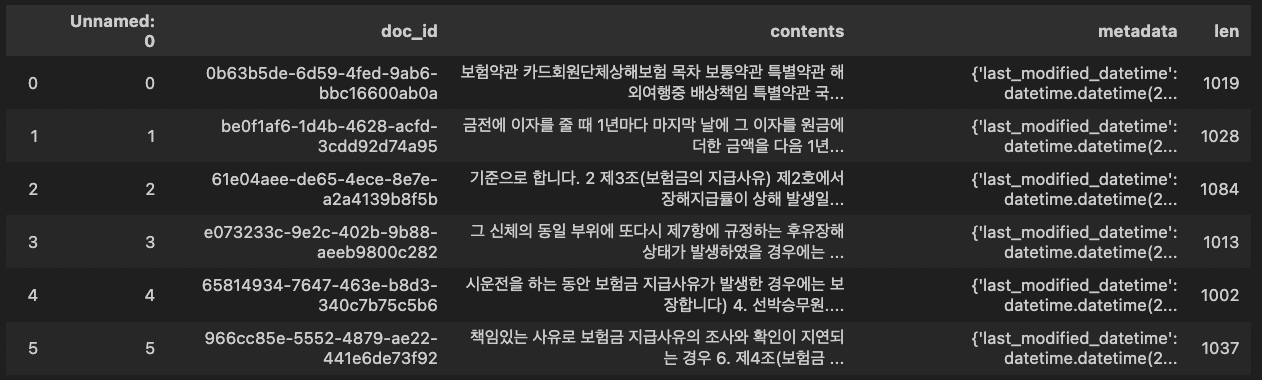 Unnamed: 0 doc_id contents metadata len
0 0 0b63b5de-6d59-4fed-9ab6-bbc16600ab0a 보험약관 카드회원단체상해보험 목차 보통약관 특별약관 해외여행중 배상책임 특별약관 국... {'last_modified_datetime': datetime.datetime(2... 1019
1 1 be0f1af6-1d4b-4628-acfd-3cdd92d74a95 금전에 이자를 줄 때 1년마다 마지막 날에 그 이자를 원금에 더한 금액을 다음 1년... {'last_modified_datetime': datetime.datetime(2... 1028
2 2 61e04aee-de65-4ece-8e7e-a2a4139b8f5b 기준으로 합니다. 2 제3조(보험금의 지급사유) 제2호에서 장해지급률이 상해 발생일... {'last_modified_datetime': datetime.datetime(2... 1084
3 3 e073233c-9e2c-402b-9b88-aeeb9800c282 그 신체의 동일 부위에 또다시 제7항에 규정하는 후유장해상태가 발생하였을 경우에는 ... {'last_modified_datetime': datetime.datetime(2... 1013
4 4 65814934-7647-463e-b8d3-340c7b75c5b6 시운전을 하는 동안 보험금 지급사유가 발생한 경우에는 보장합니다) 4. 선박승무원.... {'last_modified_datetime': datetime.datetime(2... 1002
5 5 966cc85e-5552-4879-ae22-441e6de73f92 책임있는 사유로 보험금 지급사유의 조사와 확인이 지연되는 경우 6. 제4조(보험금 ... {'last_modified_datetime': datetime.datetime(2... 1037